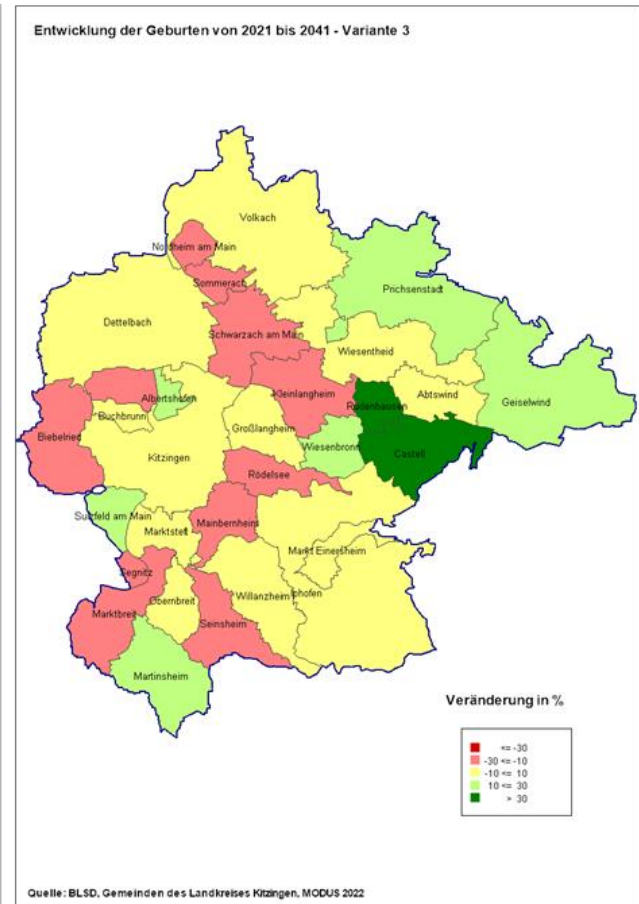 Entwicklung der Geburten von 2021 bis 2041 - Variante 3
Volkach
Nordheim am Main
Sommerach
Prichsenstadt
Dettelbach
Schwarzach am Main
Wiesentheid
Kleinlangheim
Abtswind
Albertshofen
Rüdenhausen
Geiselwind
Buchbrunn
Großlangheim
Biebelried
Wiesenbronn
Castell
Kitzingen
Rödelsee
Sulzfeld am Main
Mainbernheim
Marktsteft
Markt Einersheim
Segnitz
Willanzheim
Iphofen
Obernbreit
Marktbreit
Seinsheim
Martinsheim
Veränderung in %
<= -30
-30 <= -10
-10 <= 10
10 <= 30
> 30
Quelle: BLSD, Gemeinden des Landkreises Kitzingen, MODUS 2022